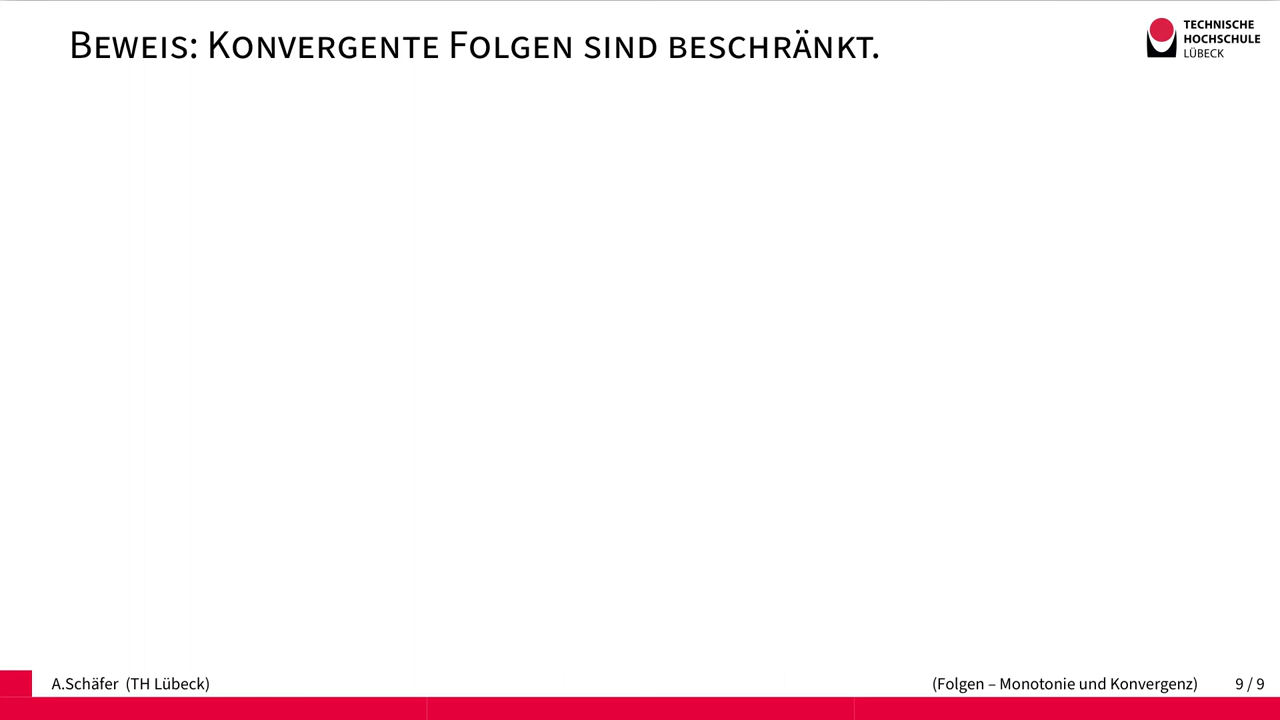 Beweis: Konvergente Folgen sind beschränkt.
TECHNISCHE
HOCHSCHULE
LÜBECK
A.Schäfer (TH Lübeck)
(Folgen – Monotonie und Konvergenz)
9 / 9